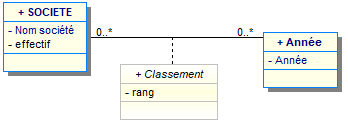 + SOCIETE
- Nom société
- effectif
0..*
0..*
+ Année
- Année
+ Classement
- rang